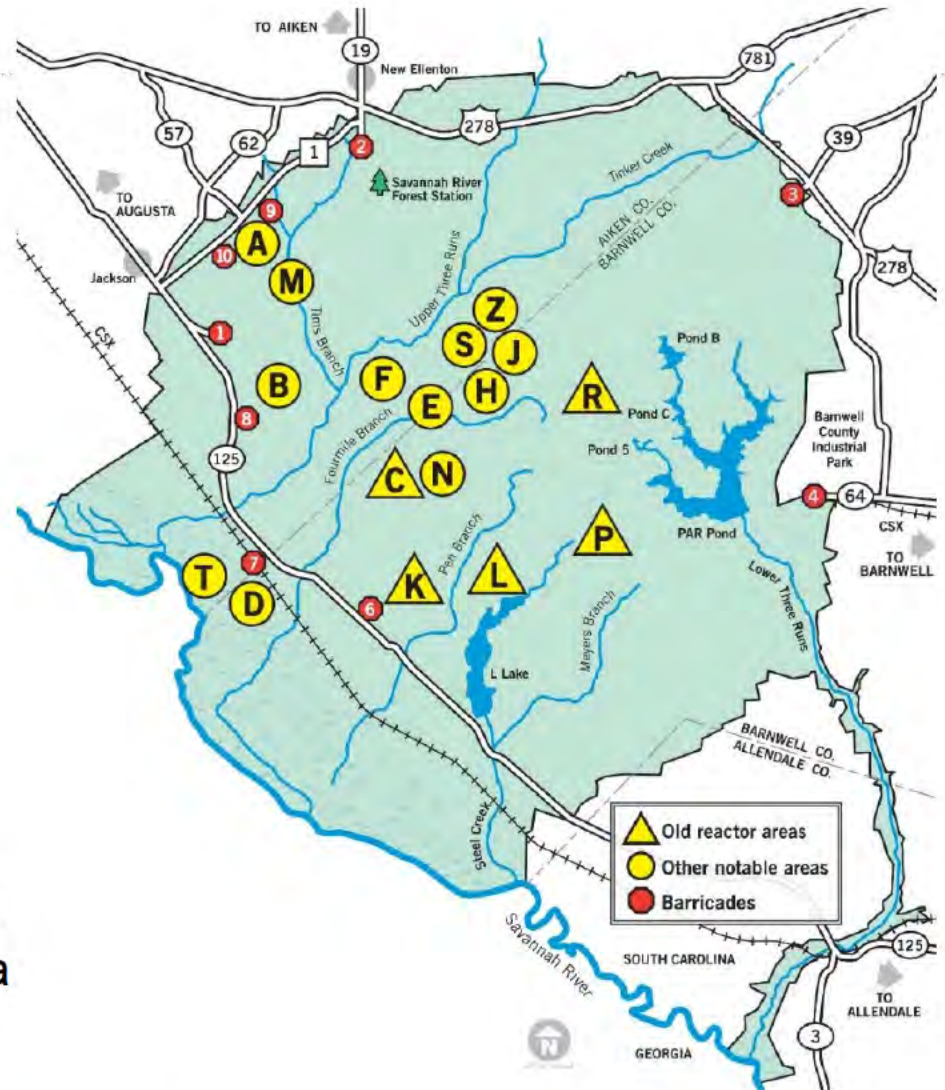 TO AIKEN
19
New Ellenton
781
57
62
1
2
278
39
Savannah River
Forest Station
Tinker Creek
3
TO
AUGUSTA
9
A
10
AIKEN CO.
BARNWELL CO.
278
Jackson
M
Upper Three Runs
CSX
Tims Branch
Z
1
S
J
Pond B
B
F
H
R
E
Pond C
8
Fourmile Branch
Barnwell
County
Industrial
Park
125
C
N
Pond 5
4
64
CSX
PAR Pond
TO
BARNWELL
7
Pen Branch
P
T
D
K
L
6
Lower Three Runs
Meyers Branch
L Lake
BARNWELL CO.
ALLENDALE CO.
Steel Creek
Old reactor areas
Other notable areas
Barricades
Savannah River
SOUTH CAROLINA
125
TO
ALLENDALE
a
N
GEORGIA
3